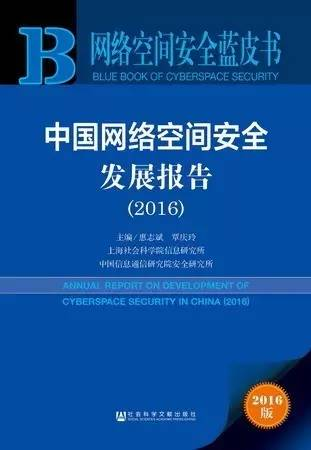 B
网络空间安全蓝皮书
BLUE BOOK OF CYBERSPACE SECURITY
中国网络空间安全
发展报告
(2016)
主编/惠志斌 覃庆玲
上海社会科学院信息研究所
中国信息通信研究院安全研究所
ANNUAL REPORT ON DEVELOPMENT OF
CYBERSPACE SECURITY IN CHINA (2016)
2016
版
社会科学文献出版社